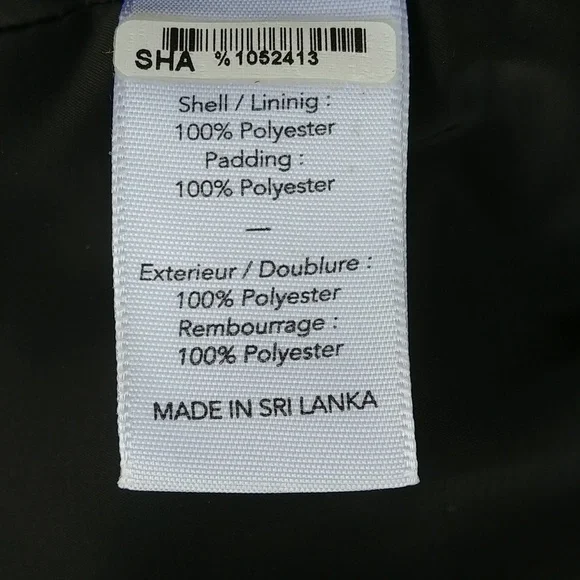 SHA %1052413
Shell / Lininig :
100% Polyester
Padding :
100% Polyester
—
Exterieur / Doublure :
100% Polyester
Rembourrage :
100% Polyester
MADE IN SRI LANKA